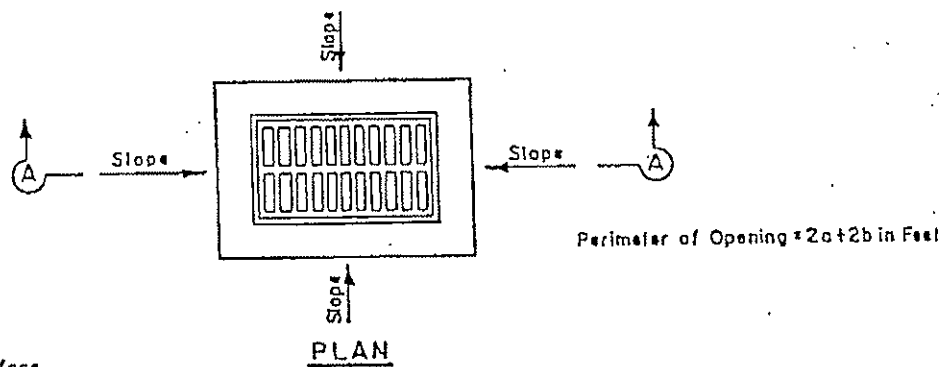 Slope
A
Slope
Slope
A
Perimeter of Opening = 2a+2b in Feet
Slope
PLAN